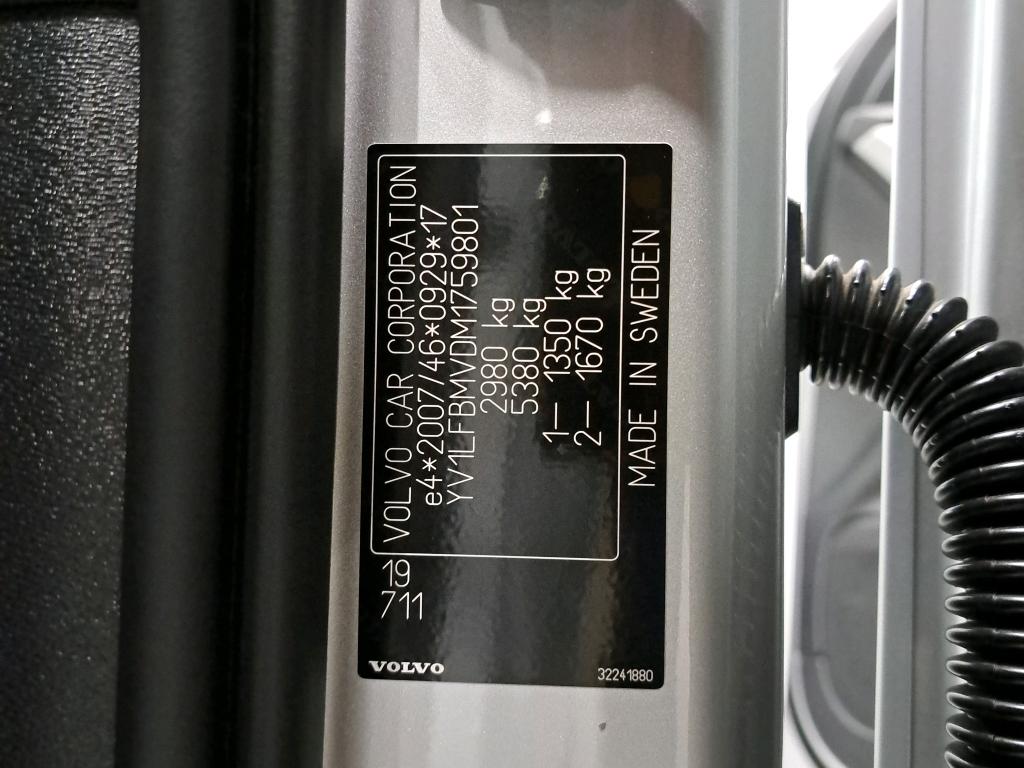 VOLVO CAR CORPORATION
e4*2007/46*0929*17
YV1LFBMVDM1759801
2980 kg
5380 kg
1– 1350 kg
2– 1670 kg
MADE IN SWEDEN
19
711
VOLVO
32241880